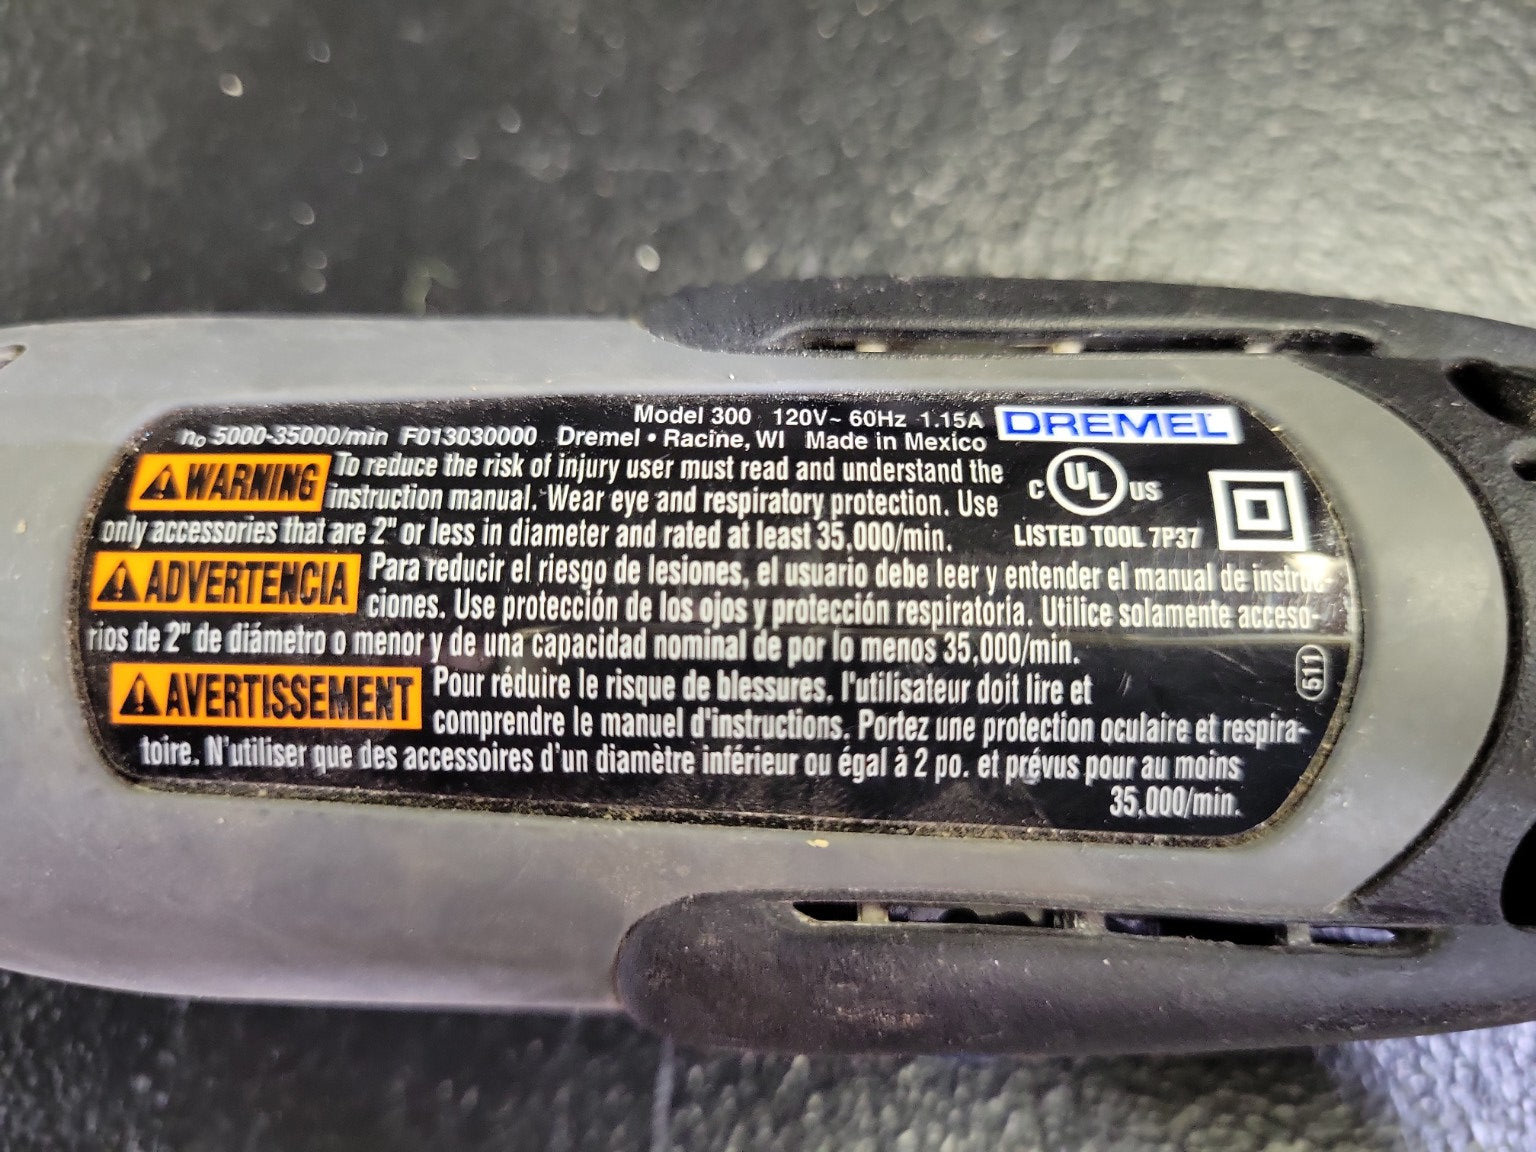 Model 300 120V~ 60Hz 1.15A DREMEL
n₀ 5000-35000/min F013030000 Dremel • Racine, WI Made in Mexico
WARNING To reduce the risk of injury user must read and understand the
instruction manual. Wear eye and respiratory protection. Use
only accessories that are 2" or less in diameter and rated at least 35,000/min.
C UL US
LISTED TOOL 7P37
ADVERTENCIA Para reducir el riesgo de lesiones, el usuario debe leer y entender el manual de instruc-
ciones. Use protección de los ojos y protección respiratoria. Utilice solamente acceso-
rios de 2" de diámetro o menor y de una capacidad nominal de por lo menos 35,000/min.
AVERTISSEMENT Pour réduire le risque de blessures, l'utilisateur doit lire et
comprendre le manuel d'instructions. Portez une protection oculaire et respira-
toire. N'utiliser que des accessoires d'un diamètre inférieur ou égal à 2 po. et prévus pour au moins
35,000/min.
511